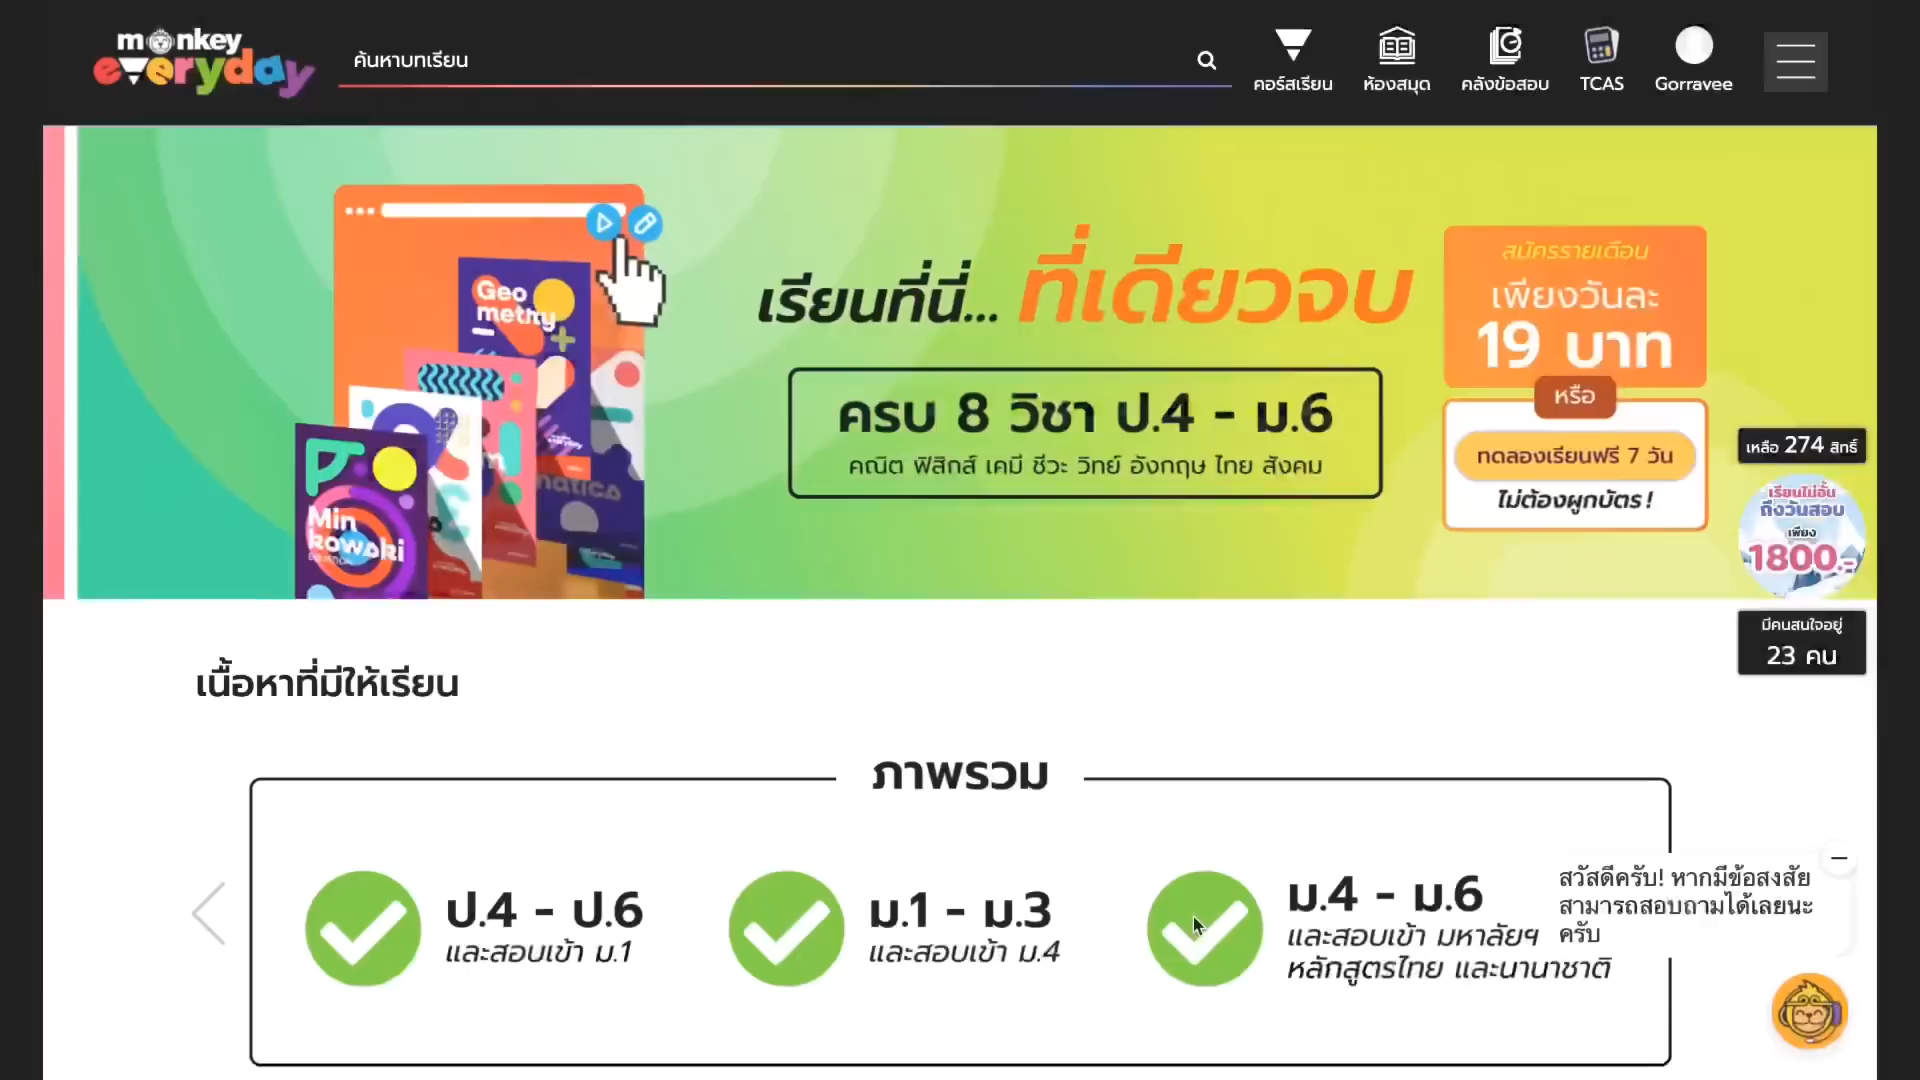 monkey
everyday
ค้นหาบทเรียน
คอร์สเรียน
ห้องสมุด
คลังข้อสอบ
TCAS
Gorravee
Geo
methy
Min
kowski
matics
เรียนที่นี่... ที่เดียวจบ
ครบ 8 วิชา ป.4 - ม.6
คณิต ฟิสิกส์ เคมี ชีวะ วิทย์ อังกฤษ ไทย สังคม
สมัครรายเดือน
เพียงวันละ
19 บาท
หรือ
ทดลองเรียนฟรี 7 วัน
ไม่ต้องผูกบัตร!
เหลือ 274 สิทธิ์
เรียนไม่อั้น
ถึงวันสอบ
เพียง
1800.-
มีคนสนใจอยู่
23 คน
เนื้อหาที่มีให้เรียน
ภาพรวม
ป.4 - ป.6
และสอบเข้า ม.1
ม.1 - ม.3
และสอบเข้า ม.4
ม.4 - ม.6
และสอบเข้า มหาลัยฯ
หลักสูตรไทย และนานาชาติ
สวัสดีครับ! หากมีข้อสงสัย
สามารถสอบถามได้เลยนะ
ครับ